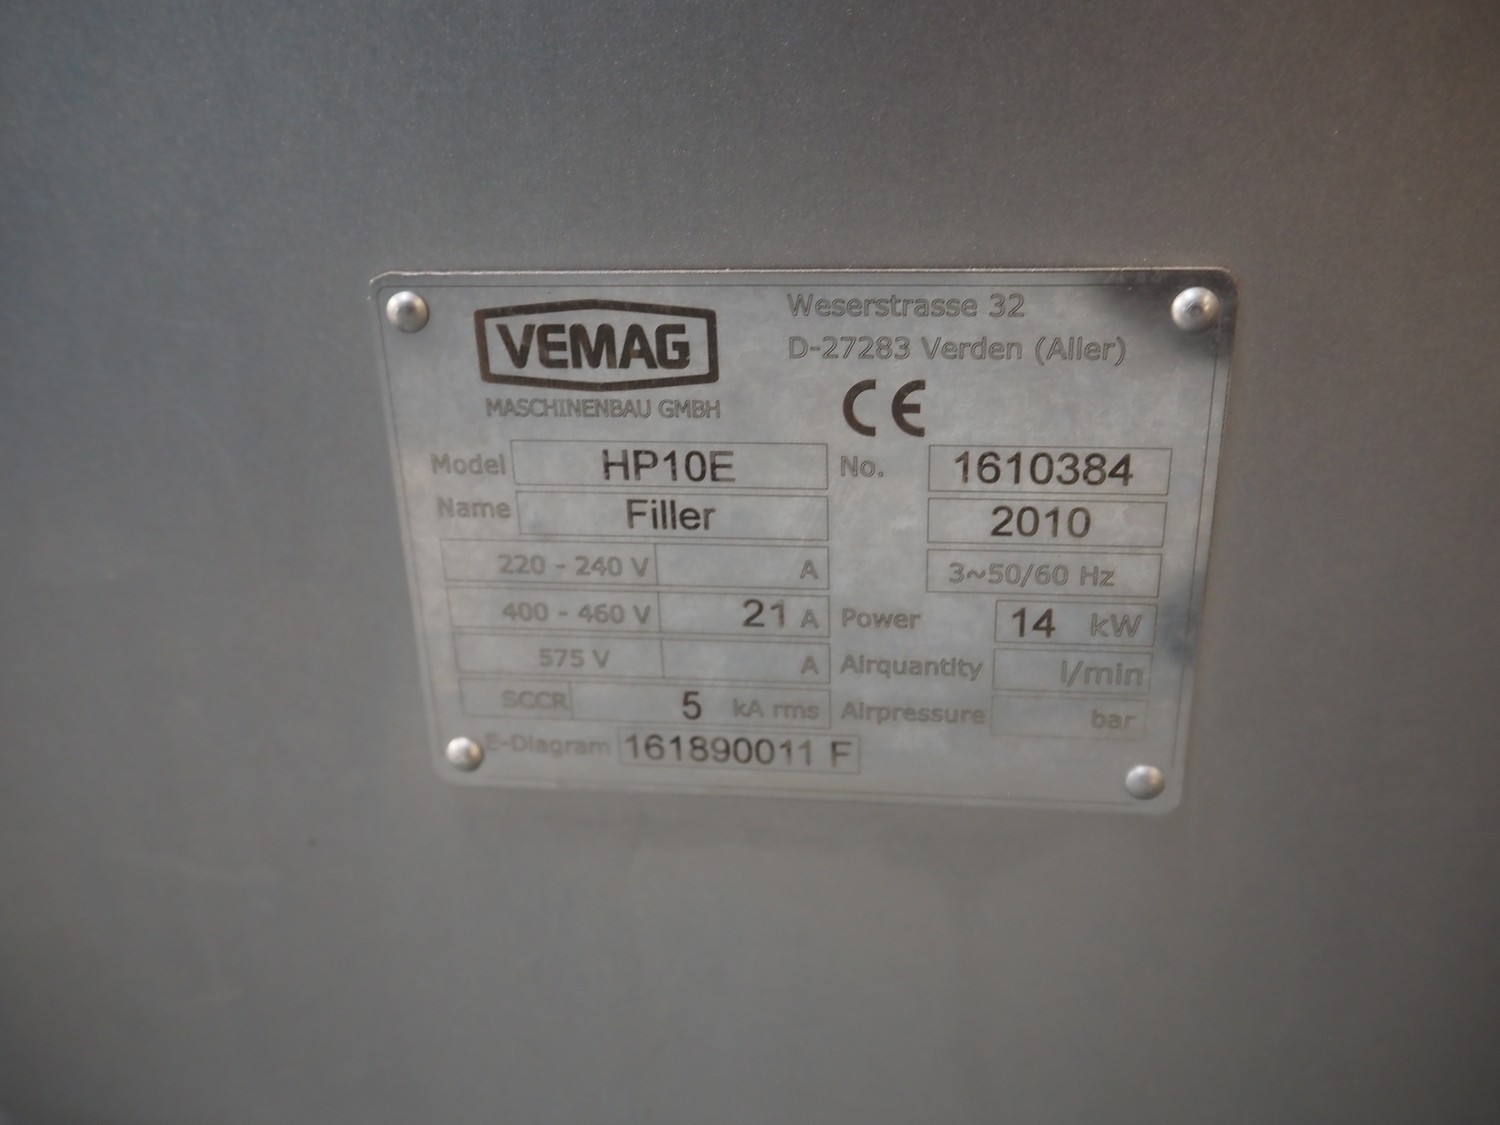 VEMAG
MASCHINENBAU GMBH
Weserstrasse 32
D-27283 Verden (Aller)
CE
Model HP10E No. 1610384
Name Filler 2010
220 - 240 V A 3~50/60 Hz
400 - 460 V 21 A Power 14 kW
575 V A Airquantity l/min
SCCR 5 kA rms Airpressure bar
E-Diagram 161890011 F